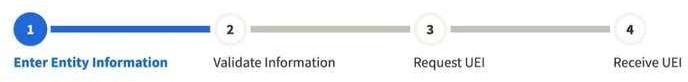 1 2 3 4
Enter Entity Information Validate Information Request UEI Receive UEI